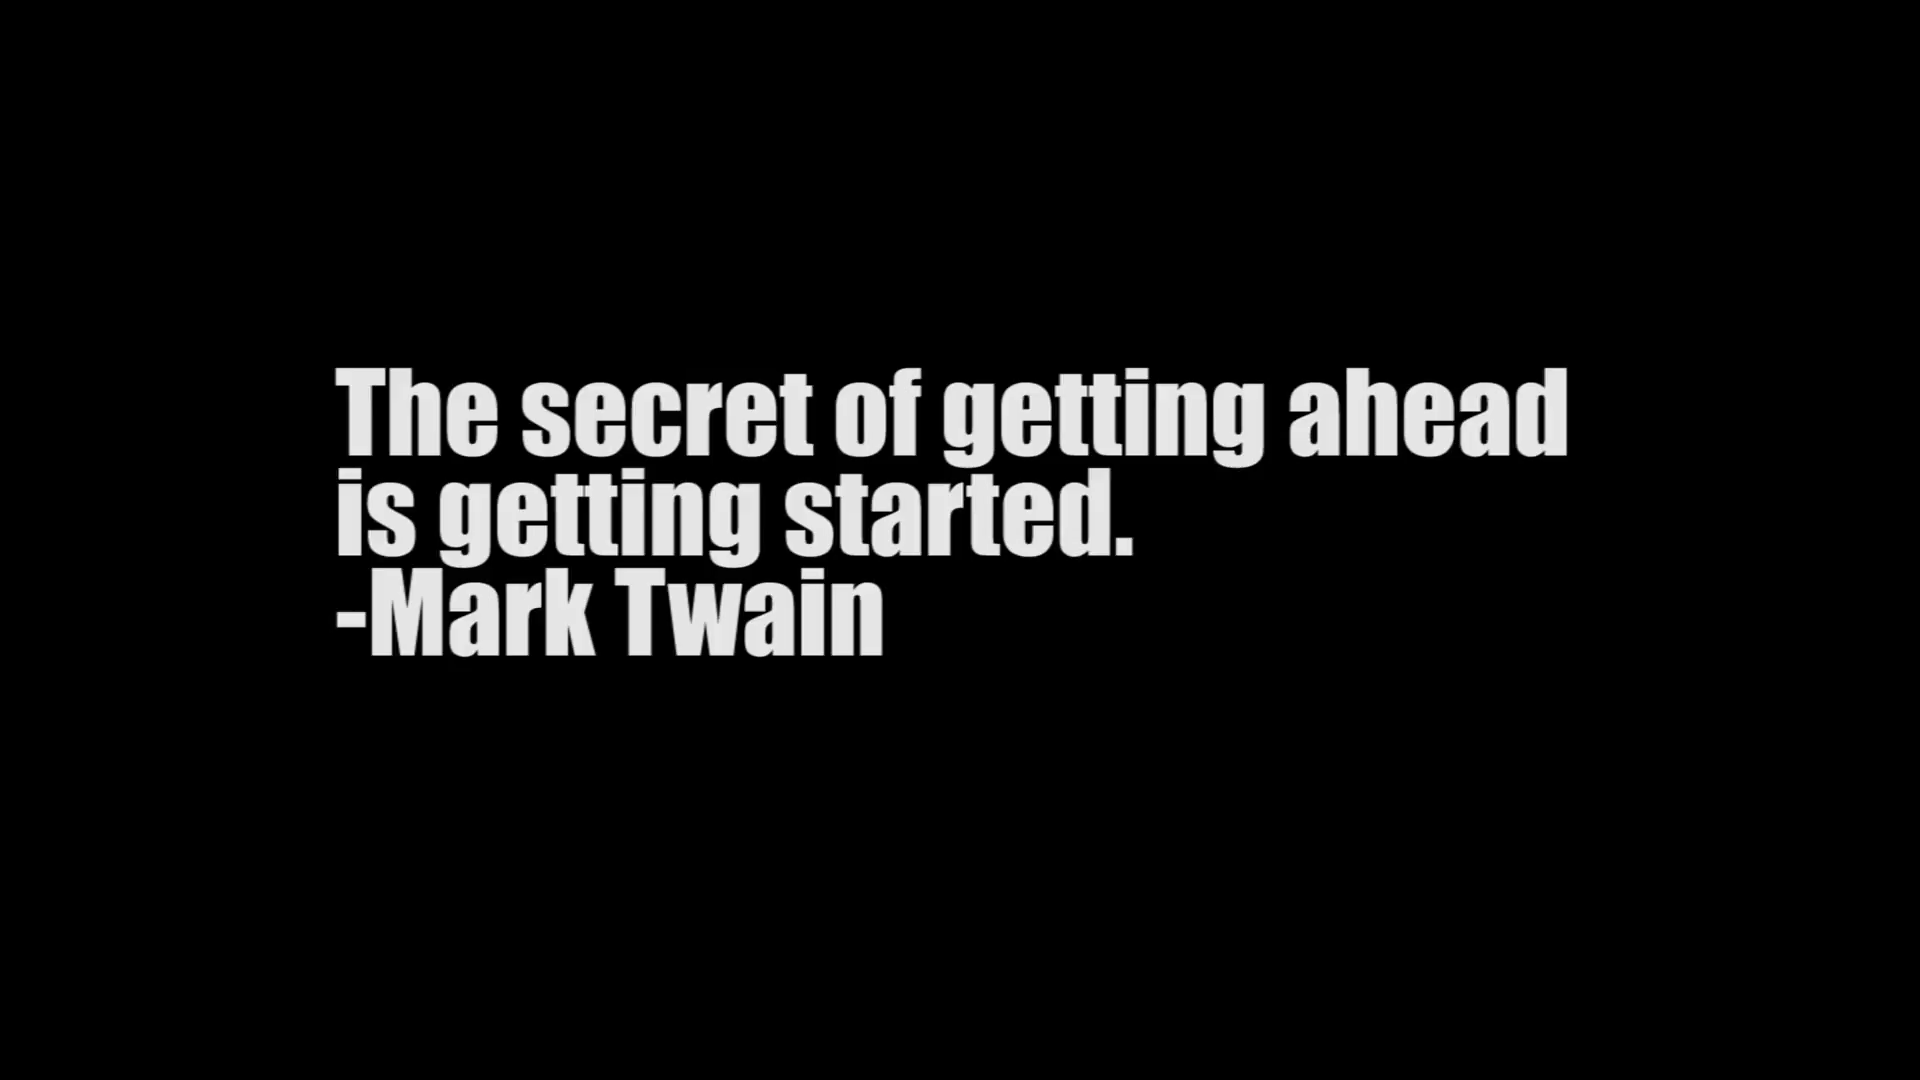 The secret of getting ahead
is getting started.
-Mark Twain